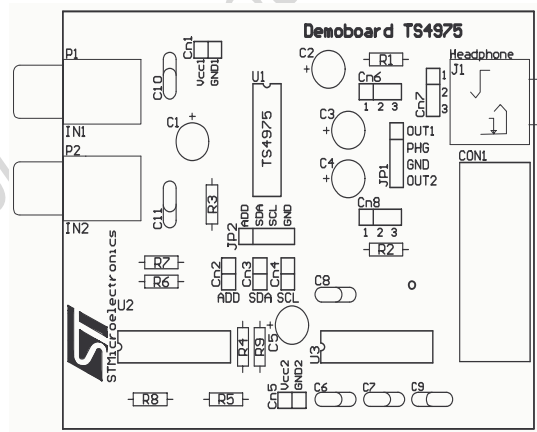 Demoboard TS4975
P1
IN1
P2
IN2
C10
Cn1
Vcc1
GND1
C2
+
R1
Cn6
1 2 3
Headphone
J1
Cn7
1
2
3
U1
TS4975
C1
+
C3
+
C4
+
JP1
OUT1
PHG
GND
OUT2
CON1
C11
R3
ADD
SDA
SCL
GND
JP2
Cn8
1 2 3
R2
R7
R6
Cn2
Cn3
Cn4
ADD SDA SCL
C8
O
STMicroelectronics
ST
U2
R4
R9
C5
+
U3
R8
R5
Cn5
Vcc2
GND2
C6
C7
C9